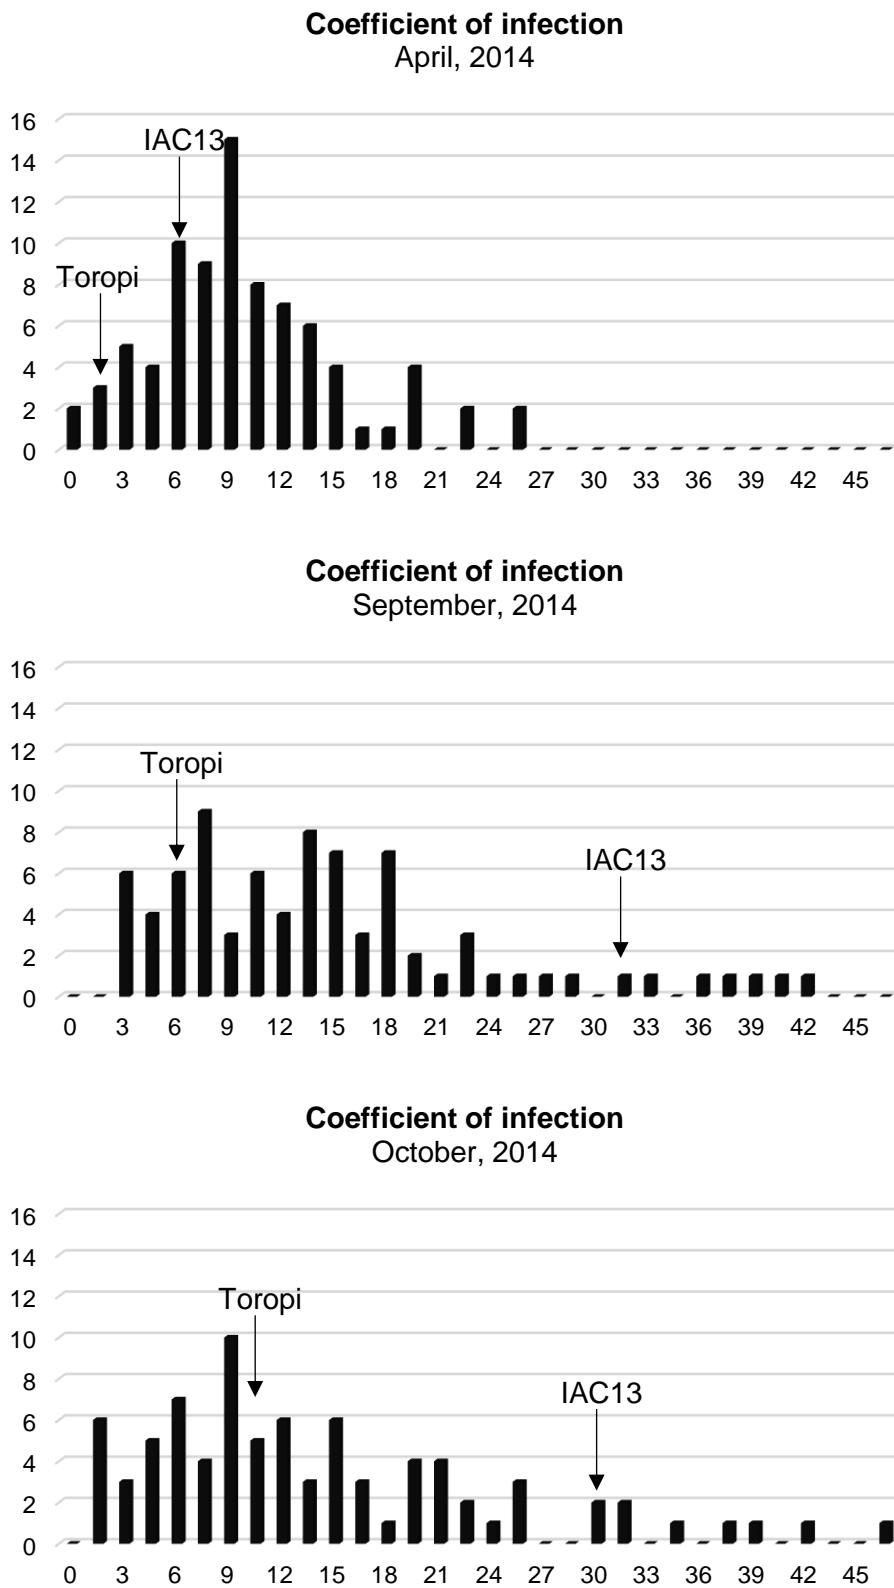 Coefficient of infection
April, 2014
16
14
12
10
8
6
4
2
0
IAC13
Toropi
0 3 6 9 12 15 18 21 24 27 30 33 36 39 42 45
Coefficient of infection
September, 2014
16
14
12
10
8
6
4
2
0
Toropi
IAC13
0 3 6 9 12 15 18 21 24 27 30 33 36 39 42 45
Coefficient of infection
October, 2014
16
14
12
10
8
6
4
2
0
Toropi
IAC13
0 3 6 9 12 15 18 21 24 27 30 33 36 39 42 45